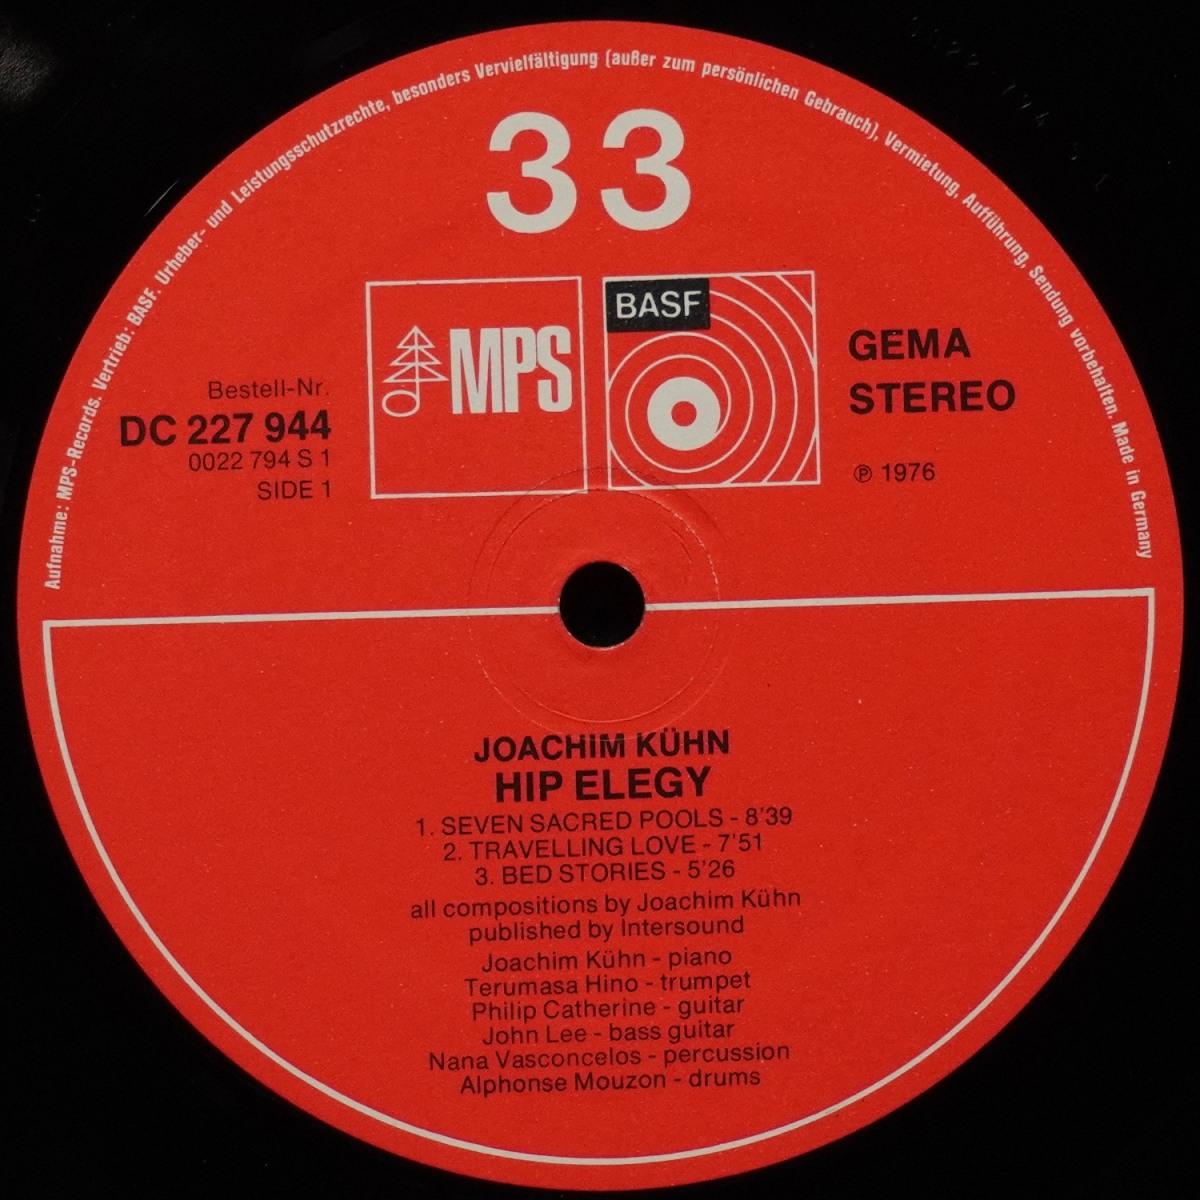 Aufnahme: MPS-Records. Vertrieb: BASF. Urheber- und Leistungsschutzrechte, besonders Vervielfältigung (außer zum persönlichen Gebrauch), Vermietung, Aufführung, Sendung vorbehalten. Made in Germany
33
MPS
BASF
GEMA
STEREO
℗ 1976
Bestell-Nr.
DC 227 944
0022 794 S 1
SIDE 1
JOACHIM KÜHN
HIP ELEGY
1. SEVEN SACRED POOLS - 8'39
2. TRAVELLING LOVE - 7'51
3. BED STORIES - 5'26
all compositions by Joachim Kühn
published by Intersound
Joachim Kühn - piano
Terumasa Hino - trumpet
Philip Catherine - guitar
John Lee - bass guitar
Nana Vasconcelos - percussion
Alphonse Mouzon - drums